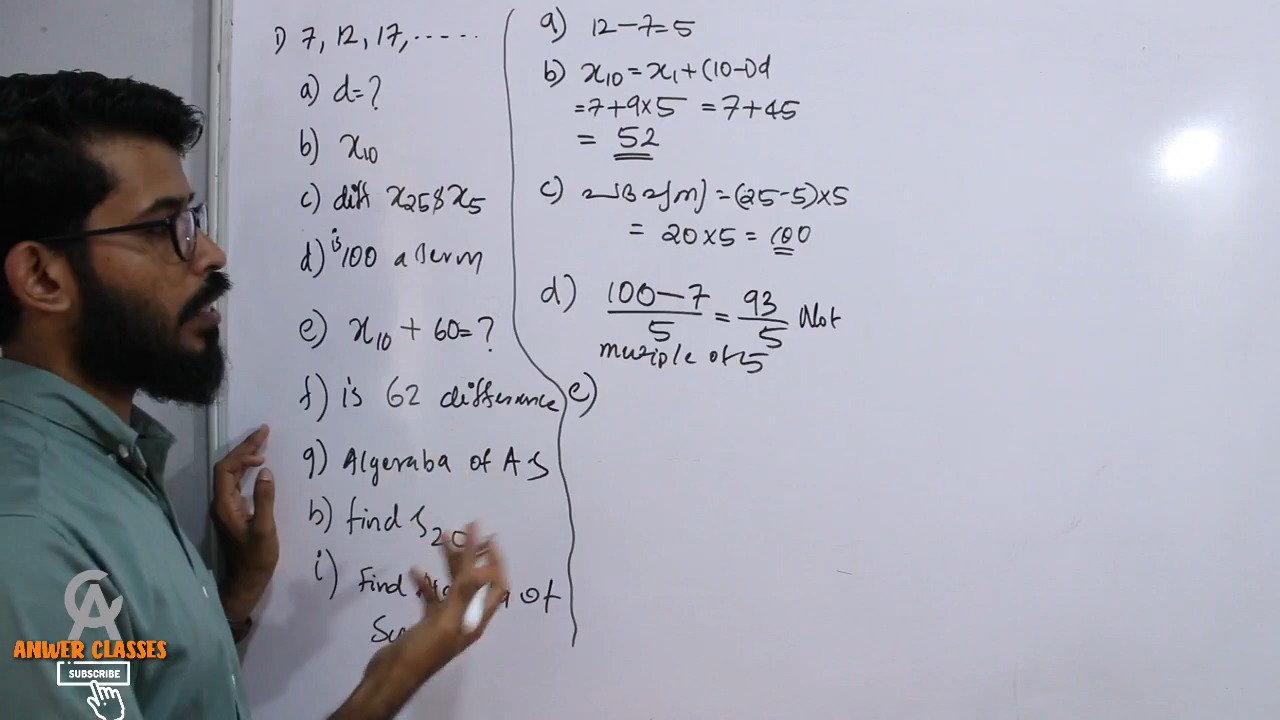 1) 7, 12, 17, ......
a) d=?
b) x10
c) diff x25 & x5
d) is 100 a term
e) x10 + 60=?
f) is 62 difference
g) Algeraba of AS
h) find S20
i) Find of
a) 12-7=5
b) x10 = x1 + (10-1)d
=7+9×5 = 7+45
= 52
c) = (25-5)×5
= 20×5 = 100
d) 100-7/5 = 93/5 Not
multiple of 5
e)
ANWER CLASSES
SUBSCRIBE